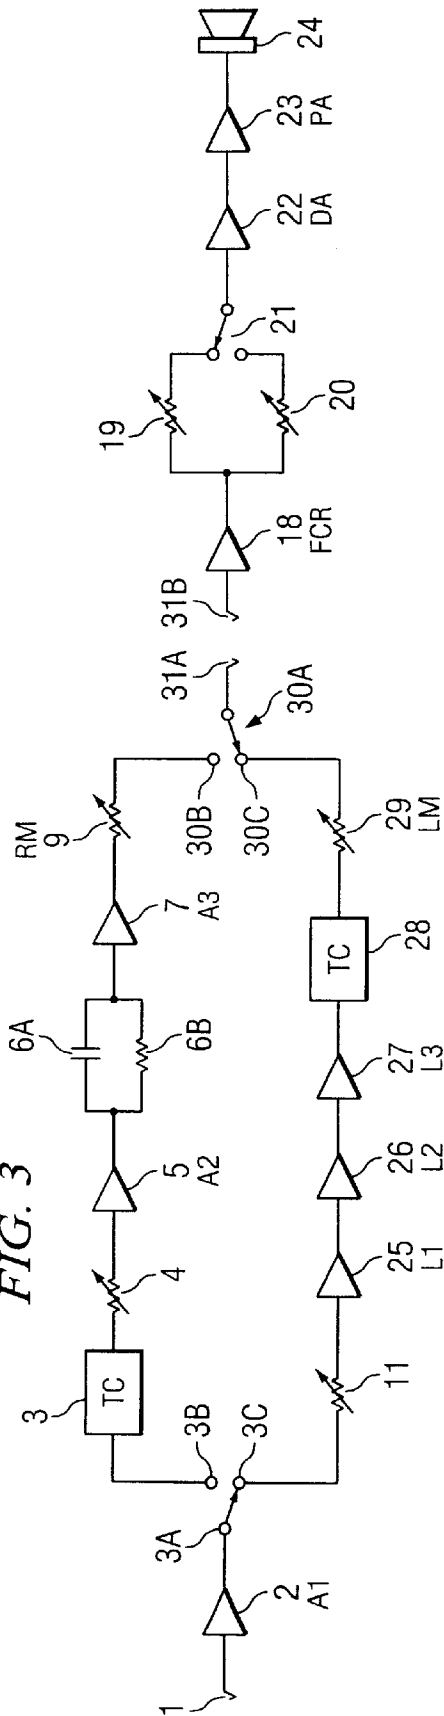 FIG. 3
1
2
A1
3A
3B
3C
3
TC
4
5
A2
6A
6B
7
A3
RM
9
11
25
L1
26
L2
27
L3
TC
28
29
LM
30B
30C
30A
31A
31B
18
FCR
19
20
21
22
DA
23
PA
24